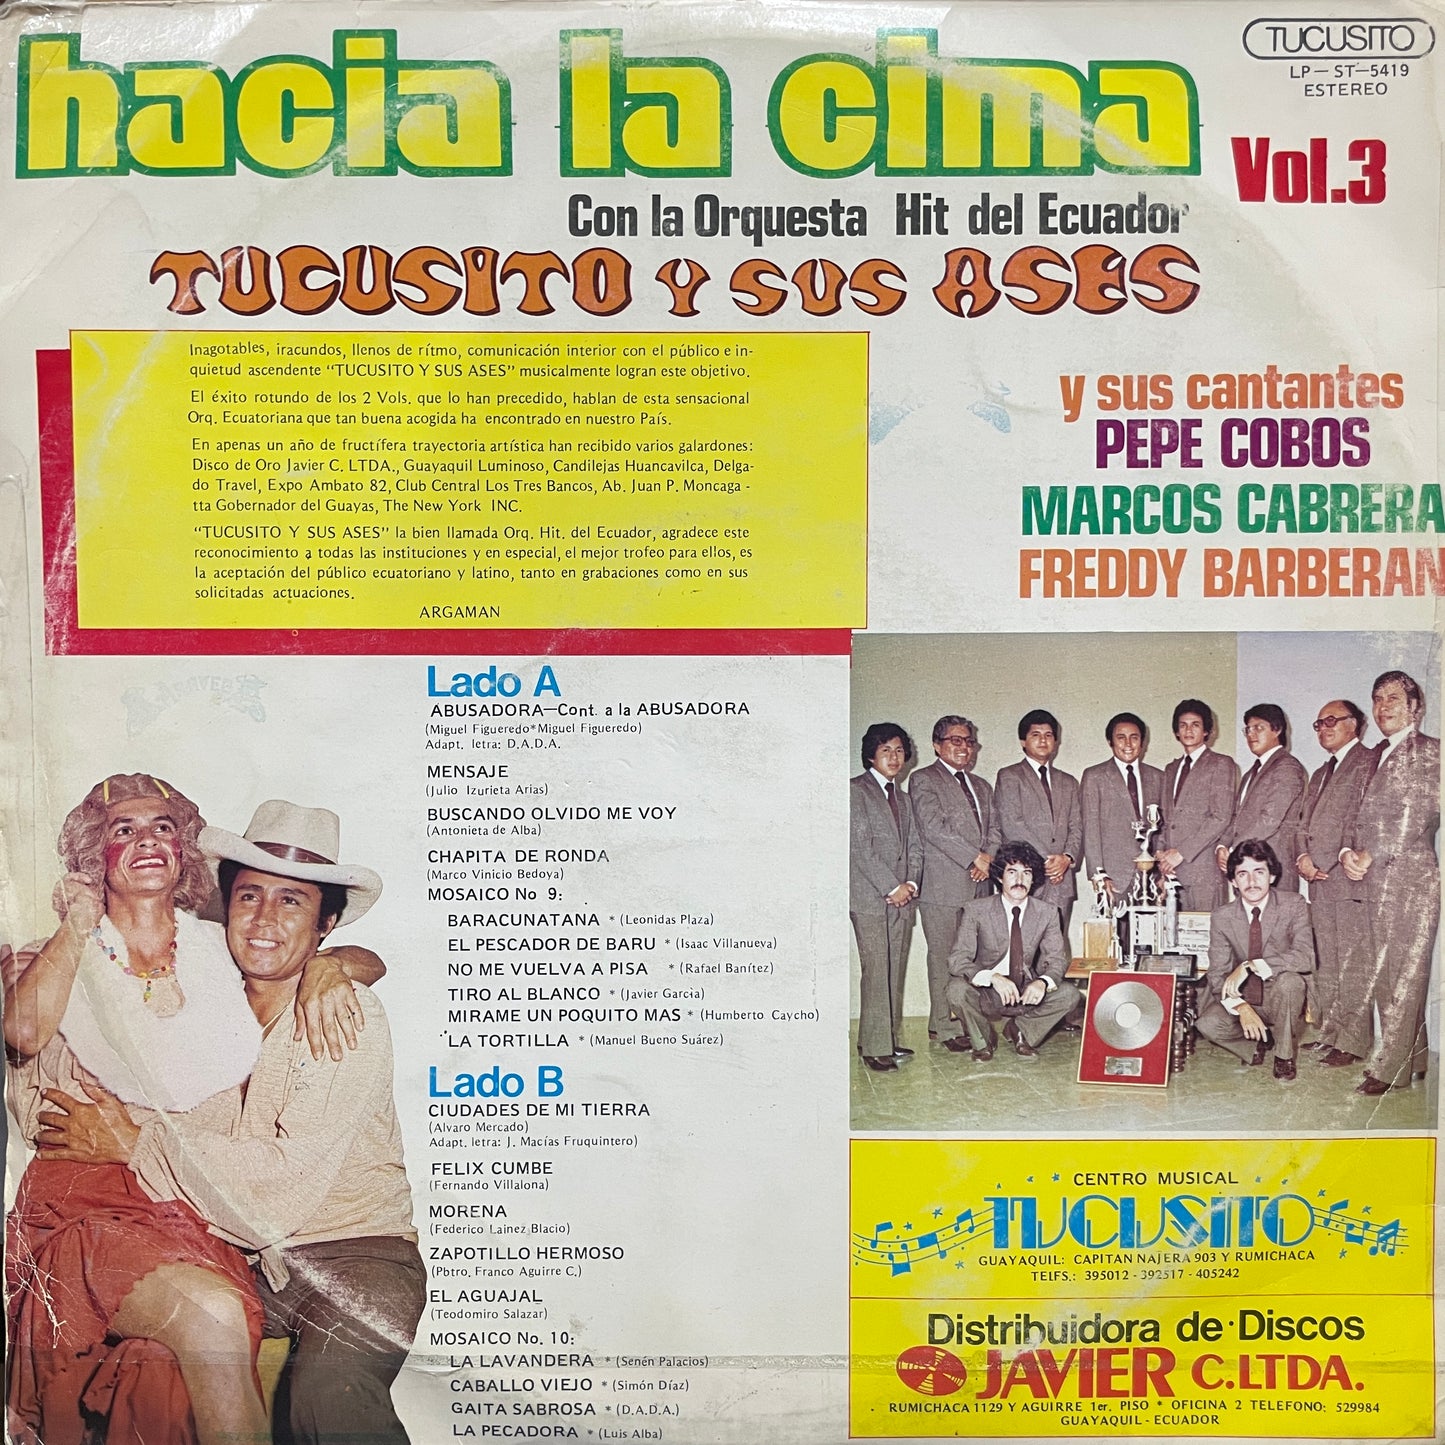 hacia la cima
TUCUSITO
LP-ST-5419
ESTEREO
Vol.3
Con la Orquesta Hit del Ecuador
TUCUSITO Y SUS ASES
Inagotables, iracundos, llenos de rítmo, comunicación interior con el público e in-
quietud ascendente "TUCUSITO Y SUS ASES" musicalmente logran este objetivo.
El éxito rotundo de los 2 Vols. que lo han precedido, hablan de esta sensacional
Orq. Ecuatoriana que tan buena acogida ha encontrado en nuestro País.
En apenas un año de fructífera trayectoria artística han recibido varios galardones:
Disco de Oro Javier C. LTDA., Guayaquil Luminoso, Candilejas Huancavilca, Delga-
do Travel, Expo Ambato 82, Club Central Los Tres Bancos, Ab. Juan P. Moncaga -
tta Gobernador del Guayas, The New York INC.
"TUCUSITO Y SUS ASES" la bien llamada Orq. Hit. del Ecuador, agradece este
reconocimiento a todas las instituciones y en especial, el mejor trofeo para ellos, es
la aceptación del público ecuatoriano y latino, tanto en grabaciones como en sus
solicitadas actuaciones.
ARGAMAN
y sus cantantes
PEPE COBOS
MARCOS CABRERA
FREDDY BARBERAN
Lado A
ABUSADORA—Cont. a la ABUSADORA
(Miguel Figueredo*Miguel Figueredo)
Adapt. letra: D.A.D.A.
MENSAJE
(Julio Izurieta Arias)
BUSCANDO OLVIDO ME VOY
(Antonieta de Alba)
CHAPITA DE RONDA
(Marco Vinicio Bedoya)
MOSAICO No 9:
BARACUNATANA * (Leonidas Plaza)
EL PESCADOR DE BARU * (Isaac Villanueva)
NO ME VUELVA A PISA * (Rafael Banítez)
TIRO AL BLANCO * (Javier Garcìa)
MIRAME UN POQUITO MAS * (Humberto Caycho)
LA TORTILLA * (Manuel Bueno Suárez)
Lado B
CIUDADES DE MI TIERRA
(Alvaro Mercado)
Adapt. letra: J. Macías Fruquintero)
FELIX CUMBE
(Fernando Villalona)
MORENA
(Federico Lainez Blacio)
ZAPOTILLO HERMOSO
(Pbtro. Franco Aguirre C.)
EL AGUAJAL
(Teodomiro Salazar)
MOSAICO No. 10:
LA LAVANDERA * (Senén Palacios)
CABALLO VIEJO * (Simón Díaz)
GAITA SABROSA * (D.A.D.A.)
LA PECADORA * (Luis Alba)
CENTRO MUSICAL
TUCUSITO
GUAYAQUIL: CAPITAN NAJERA 903 Y RUMICHACA
TELFS.: 395012 - 392517 - 405242
Distribuidora de Discos
JAVIER C.LTDA.
RUMICHACA 1129 Y AGUIRRE 1er. PISO * OFICINA 2 TELEFONO: 529984
GUAYAQUIL - ECUADOR